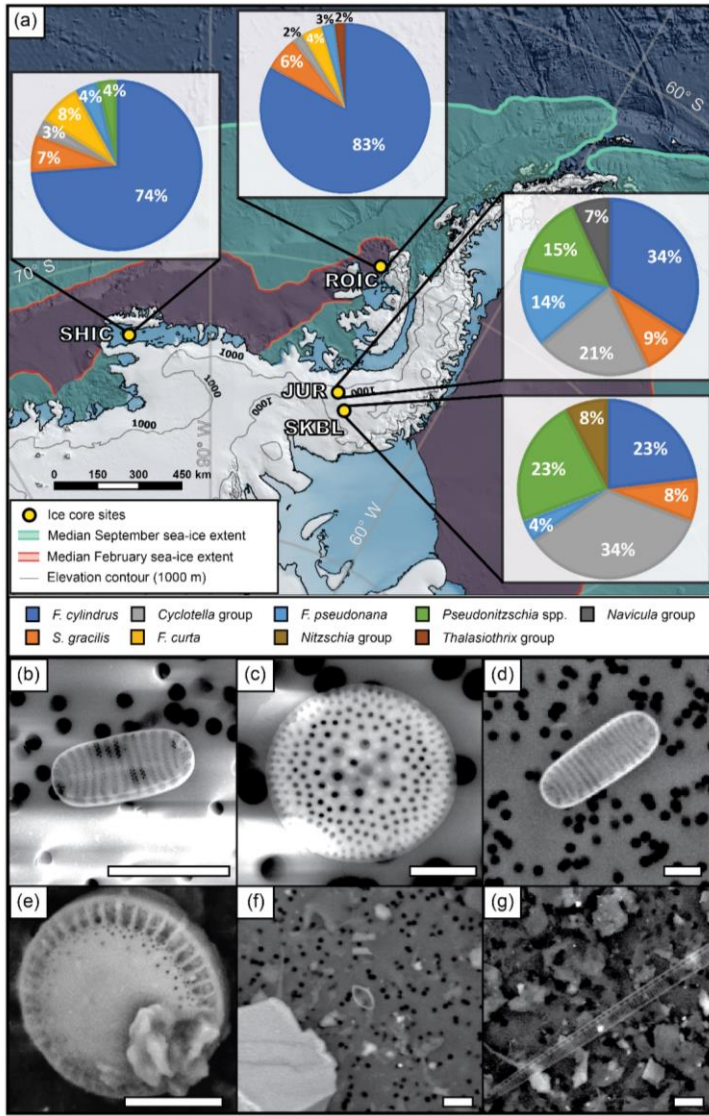 (a)
3%
2%
2%
4%
6%
83%
4%
4%
8%
3%
7%
74%
60° S
70° S
7%
15%
34%
14%
9%
21%
ROIC
SHIC
1000
1000
1000
1000
1000
JUR
SKBL
80° W
60° W
8%
23%
23%
8%
4%
34%
0 150 300 450 km
Ice core sites
Median September sea-ice extent
Median February sea-ice extent
Elevation contour (1000 m)
F. cylindrus Cyclotella group F. pseudonana Pseudonitzschia spp. Navicula group
S. gracilis F. curta Nitzschia group Thalasiothrix group
(b) (c) (d)
(e) (f) (g)